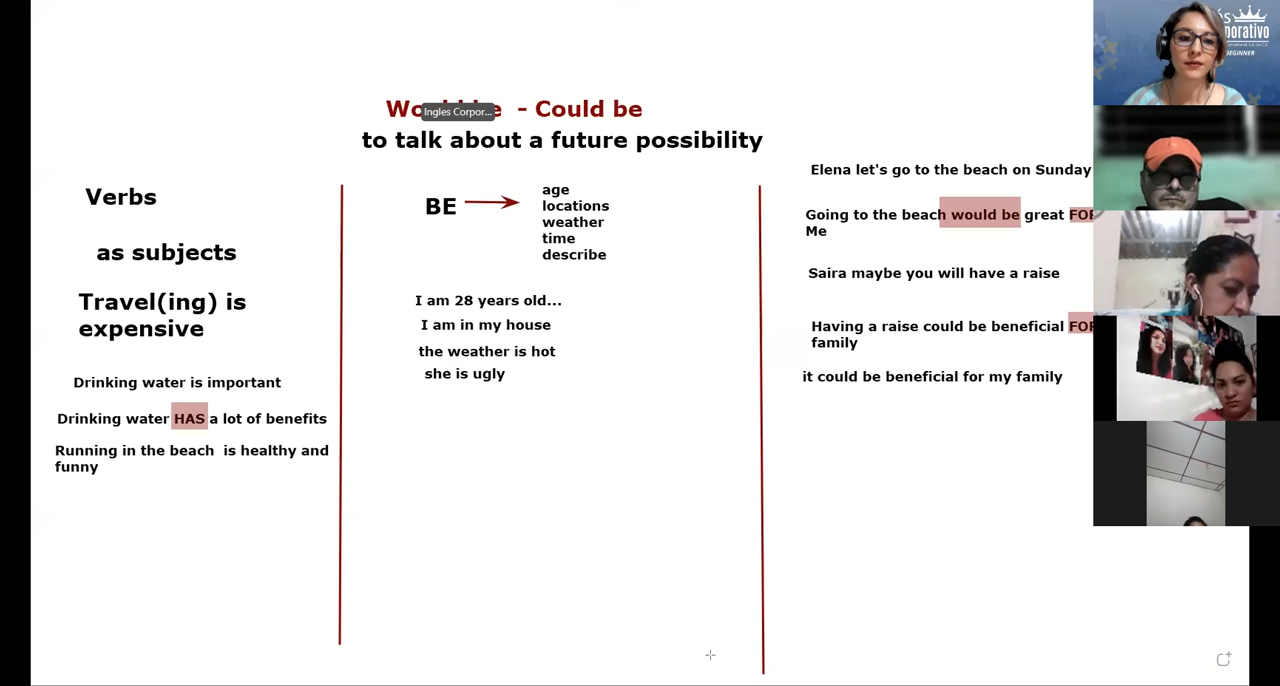 - Could be
Ingles Corpor...
to talk about a future possibility
Verbs
as subjects
Travel(ing) is
expensive
Drinking water is important
Drinking water HAS a lot of benefits
Running in the beach is healthy and
funny
BE
age
locations
weather
time
describe
I am 28 years old...
I am in my house
the weather is hot
she is ugly
Elena let's go to the beach on Sunday
Going to the beach would be great
Me
Saira maybe you will have a raise
Having a raise could be beneficial
family
it could be beneficial for my family
BEGINNER